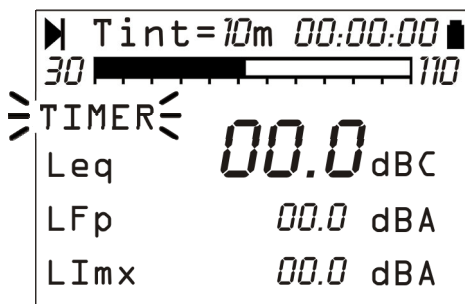 Tint=10m 00:00:00
30 110
TIMER
Leq 00.0 dBC
LFp 00.0 dBA
LImx 00.0 dBA